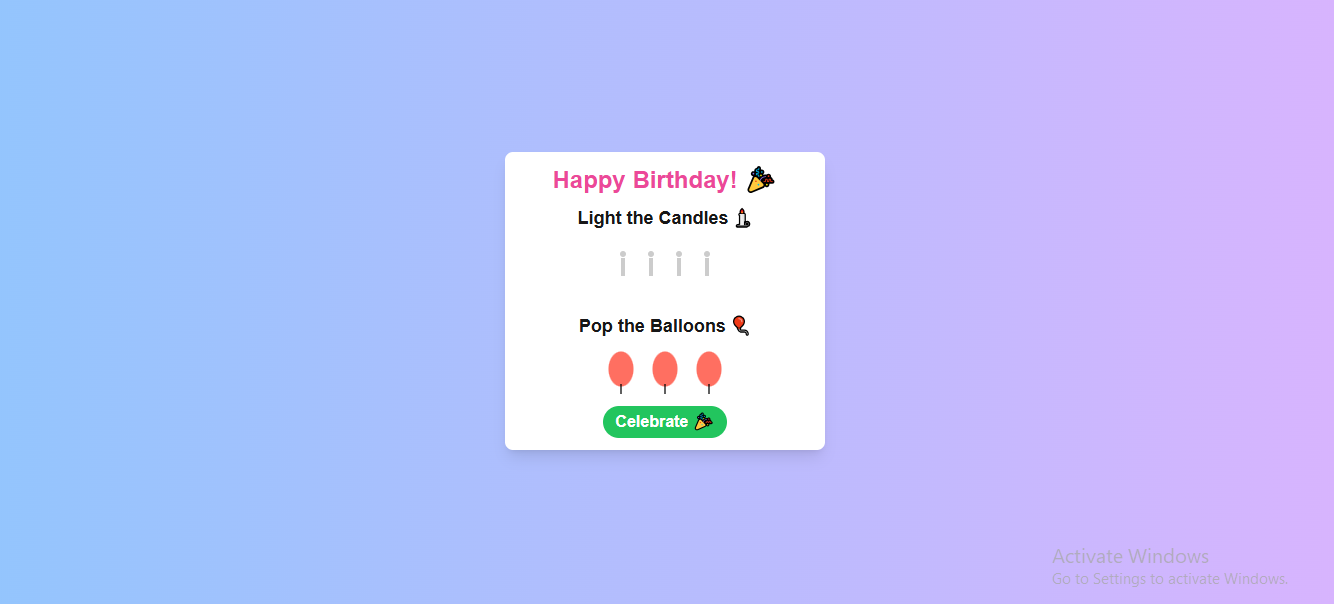 Happy Birthday! 🎉
Light the Candles 🕯️
Pop the Balloons 🎈
Celebrate 🎉
Activate Windows
Go to Settings to activate Windows.